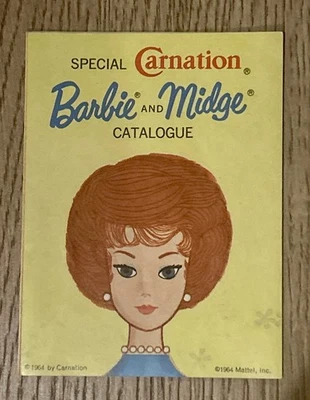 SPECIAL Carnation®
Barbie® AND Midge®
CATALOGUE
©1964 by Carnation ©1964 Mattel, Inc.